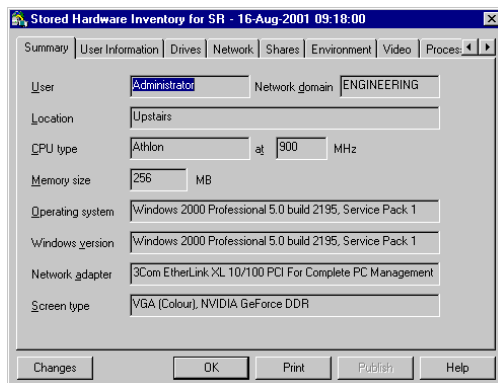 Stored Hardware Inventory for SR - 16-Aug-2001 09:18:00
Summary User Information Drives Network Shares Environment Video Proces
User Administrator Network domain ENGINEERING
Location Upstairs
CPU type Athlon at 900 MHz
Memory size 256 MB
Operating system Windows 2000 Professional 5.0 build 2195, Service Pack 1
Windows version Windows 2000 Professional 5.0 build 2195, Service Pack 1
Network adapter 3Com EtherLink XL 10/100 PCI For Complete PC Management
Screen type VGA (Colour), NVIDIA GeForce DDR
Changes OK Print Publish Help